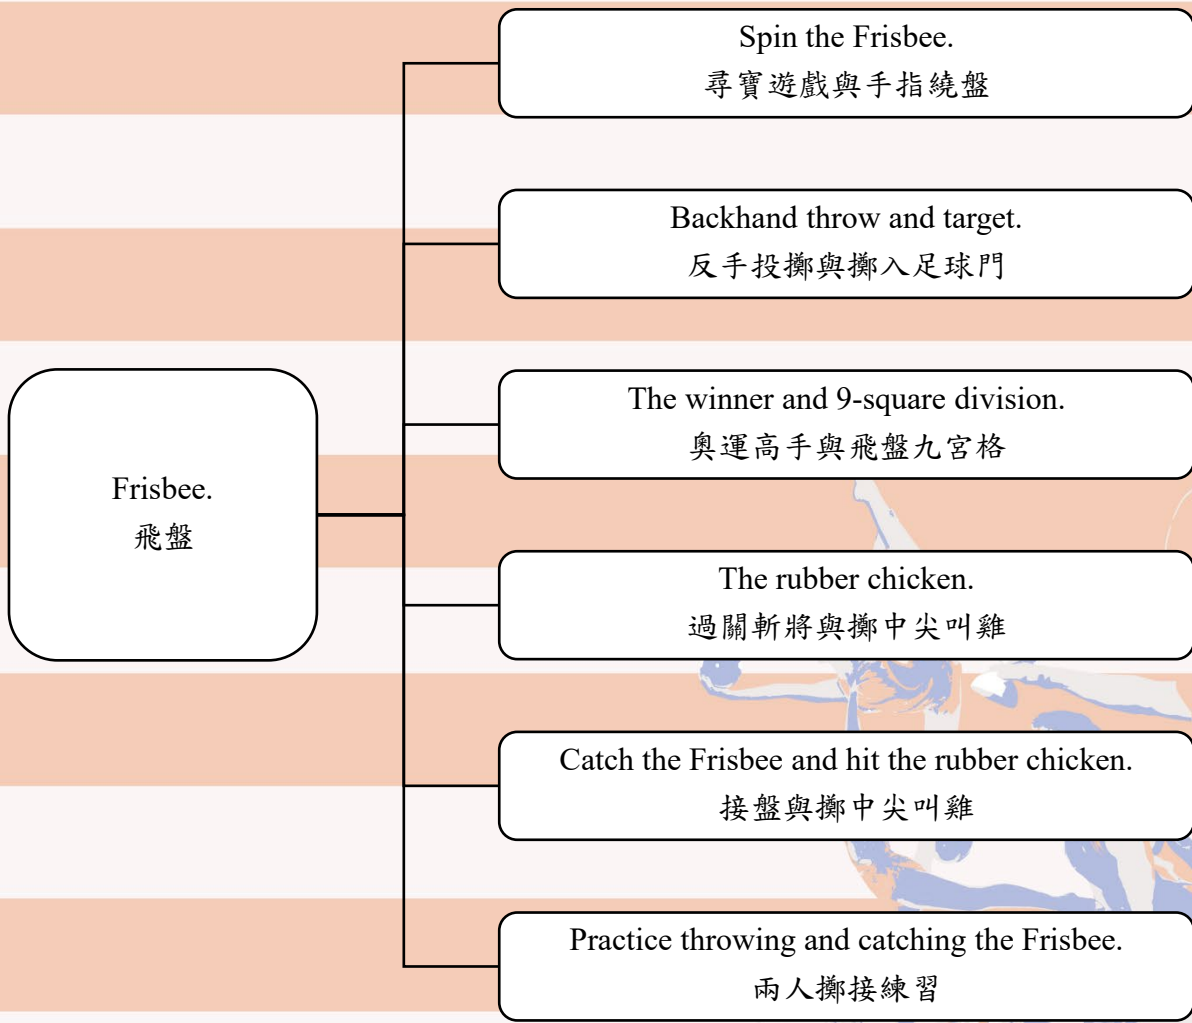 Spin the Frisbee.
尋寶遊戲與手指繞盤
Backhand throw and target.
反手投擲與擲入足球門
The winner and 9-square division.
奧運高手與飛盤九宮格
Frisbee.
飛盤
The rubber chicken.
過關斬將與擲中尖叫雞
Catch the Frisbee and hit the rubber chicken.
接盤與擲中尖叫雞
Practice throwing and catching the Frisbee.
兩人擲接練習